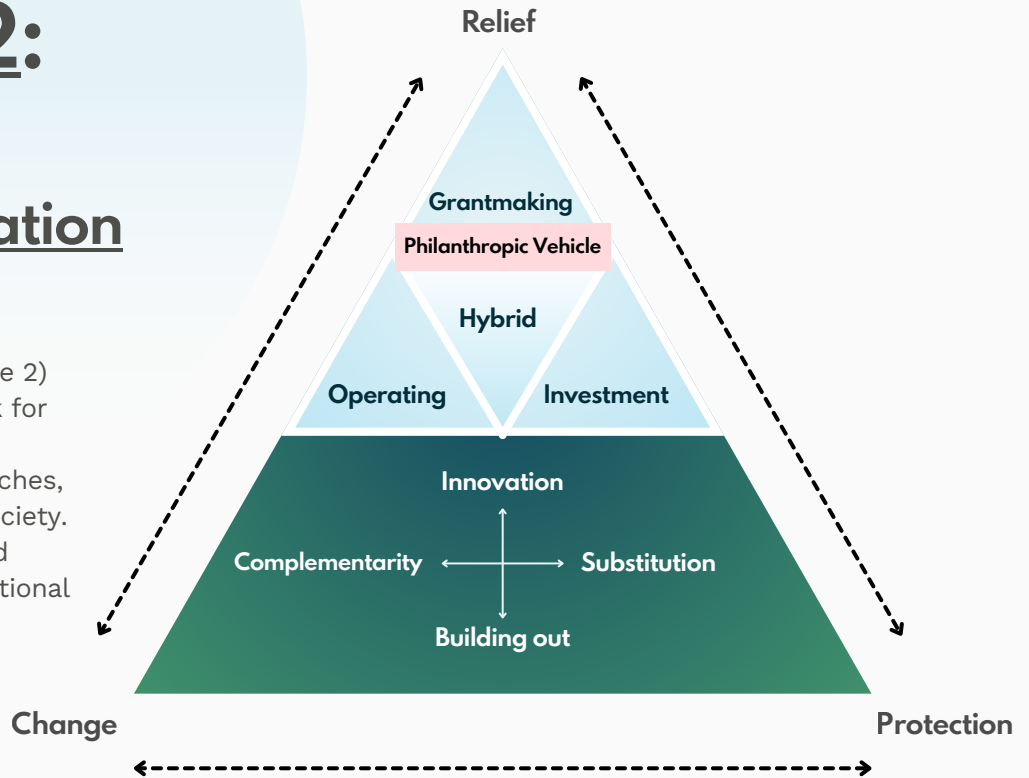 2:
ation
e 2)
for
ches,
ciety.
d
tional
Relief
Grantmaking
Philanthropic Vehicle
Hybrid
Operating
Investment
Innovation
Complementarity
Substitution
Building out
Change
Protection